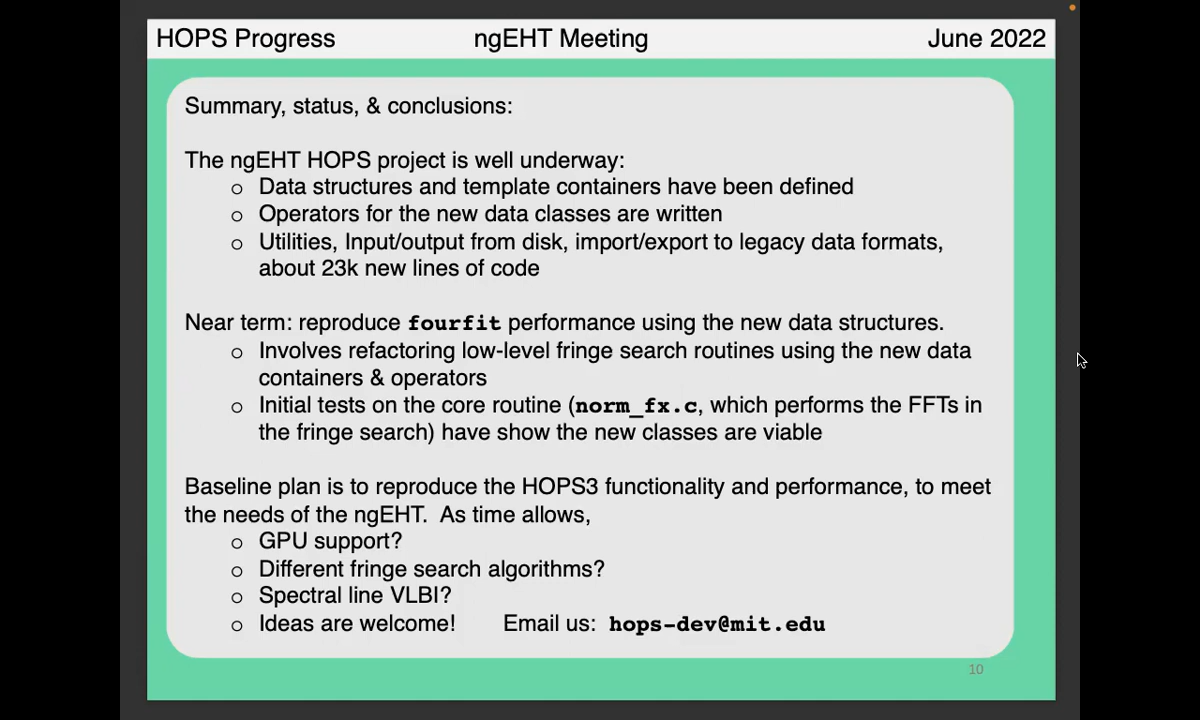 HOPS Progress ngEHT Meeting June 2022
Summary, status, & conclusions:
The ngEHT HOPS project is well underway:
○ Data structures and template containers have been defined
○ Operators for the new data classes are written
○ Utilities, Input/output from disk, import/export to legacy data formats,
about 23k new lines of code
Near term: reproduce fourfit performance using the new data structures.
○ Involves refactoring low-level fringe search routines using the new data
containers & operators
○ Initial tests on the core routine (norm_fx.c, which performs the FFTs in
the fringe search) have show the new classes are viable
Baseline plan is to reproduce the HOPS3 functionality and performance, to meet
the needs of the ngEHT. As time allows,
○ GPU support?
○ Different fringe search algorithms?
○ Spectral line VLBI?
○ Ideas are welcome! Email us: hops-dev@mit.edu
10